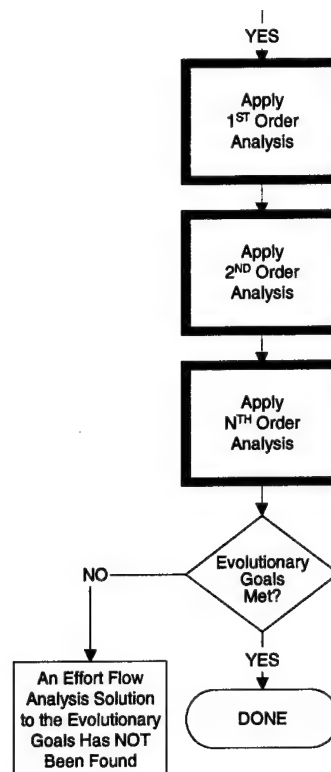 YES
Apply
1ST Order
Analysis
Apply
2ND Order
Analysis
Apply
NTH Order
Analysis
Evolutionary
Goals
Met?
NO
YES
An Effort Flow
Analysis Solution
to the Evolutionary
Goals Has NOT
Been Found
DONE